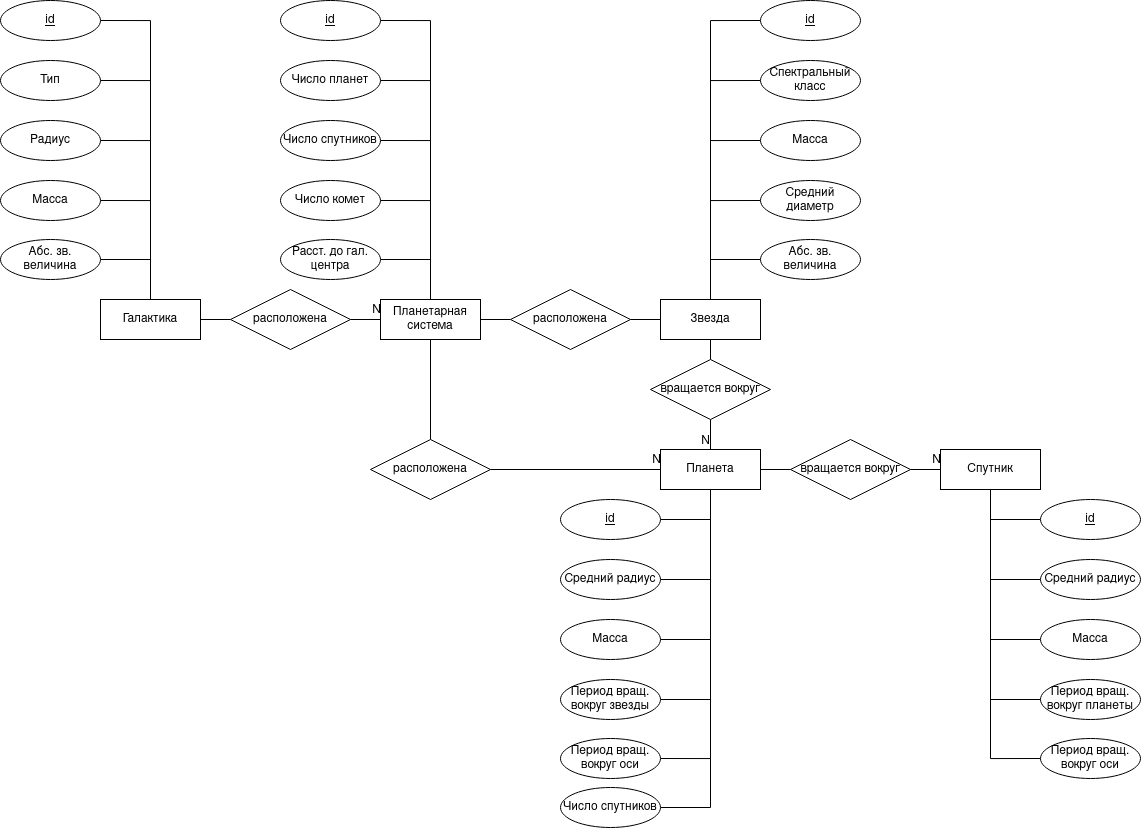 id
Тип
Радиус
Масса
Абс. зв.
величина
id
Число планет
Число спутников
Число комет
Расст. до гал.
центра
id
Спектральный
класс
Масса
Средний
диаметр
Абс. зв.
величина
Галактика
расположена
N
Планетарная
система
расположена
Звезда
вращается вокруг
N
расположена
N
Планета
вращается вокруг
N
Спутник
id
Средний радиус
Масса
Период вращ.
вокруг звезды
Период вращ.
вокруг оси
Число спутников
id
Средний радиус
Масса
Период вращ.
вокруг планеты
Период вращ.
вокруг оси